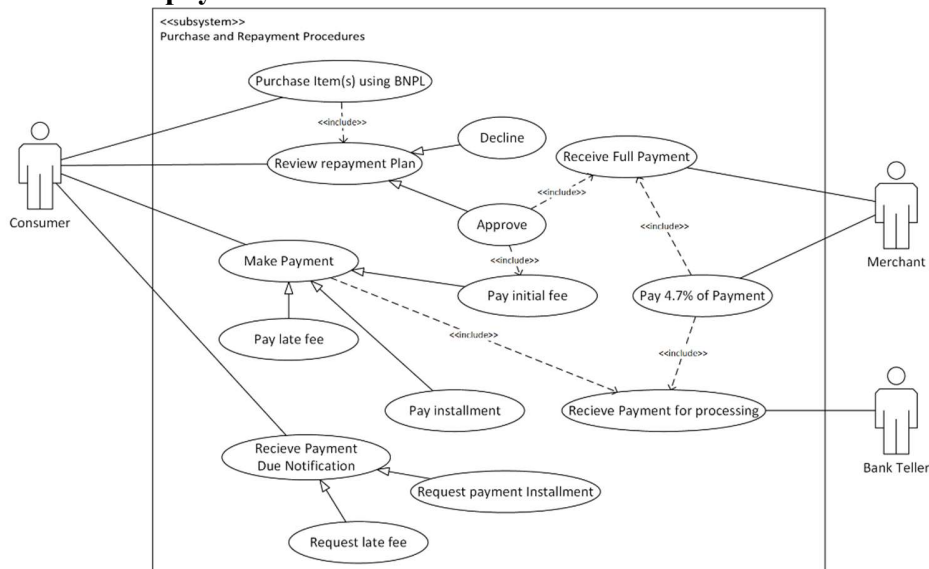 <<subsystem>>
Purchase and Repayment Procedures
Purchase Item(s) using BNPL
<<include>>
Decline
Review repayment Plan
Receive Full Payment
<<include>>
Consumer
Approve
<<include>>
Merchant
<<include>>
Make Payment
Pay initial fee
Pay 4.7% of Payment
Pay late fee
<<include>>
<<include>>
Pay installment
Recieve Payment for processing
Recieve Payment
Due Notification
Bank Teller
Request payment Installment
Request late fee